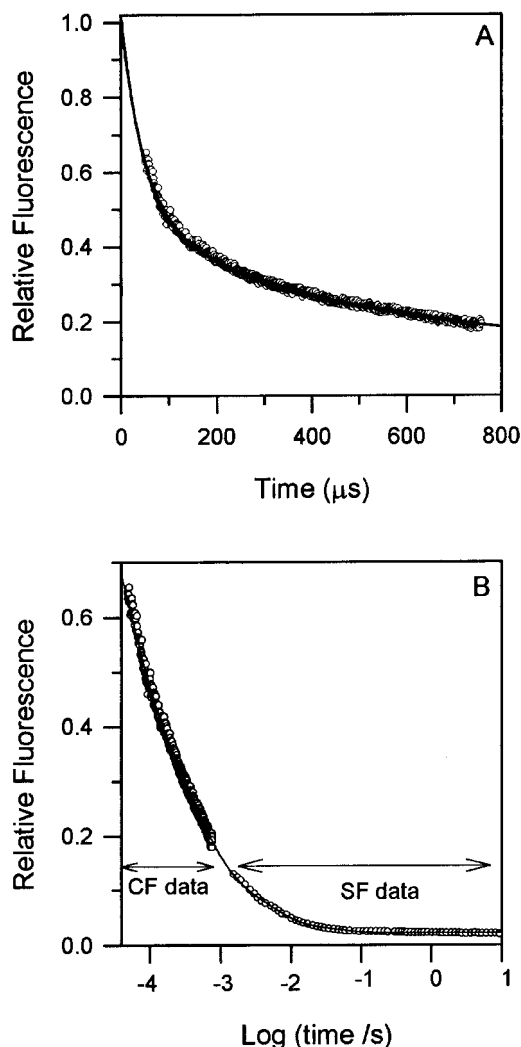 A
Relative Fluorescence
1.0
0.8
0.6
0.4
0.2
0.0
0 200 400 600 800
Time (μs)
B
Relative Fluorescence
0.6
0.4
0.2
0.0
CF data SF data
-4 -3 -2 -1 0 1
Log (time /s)